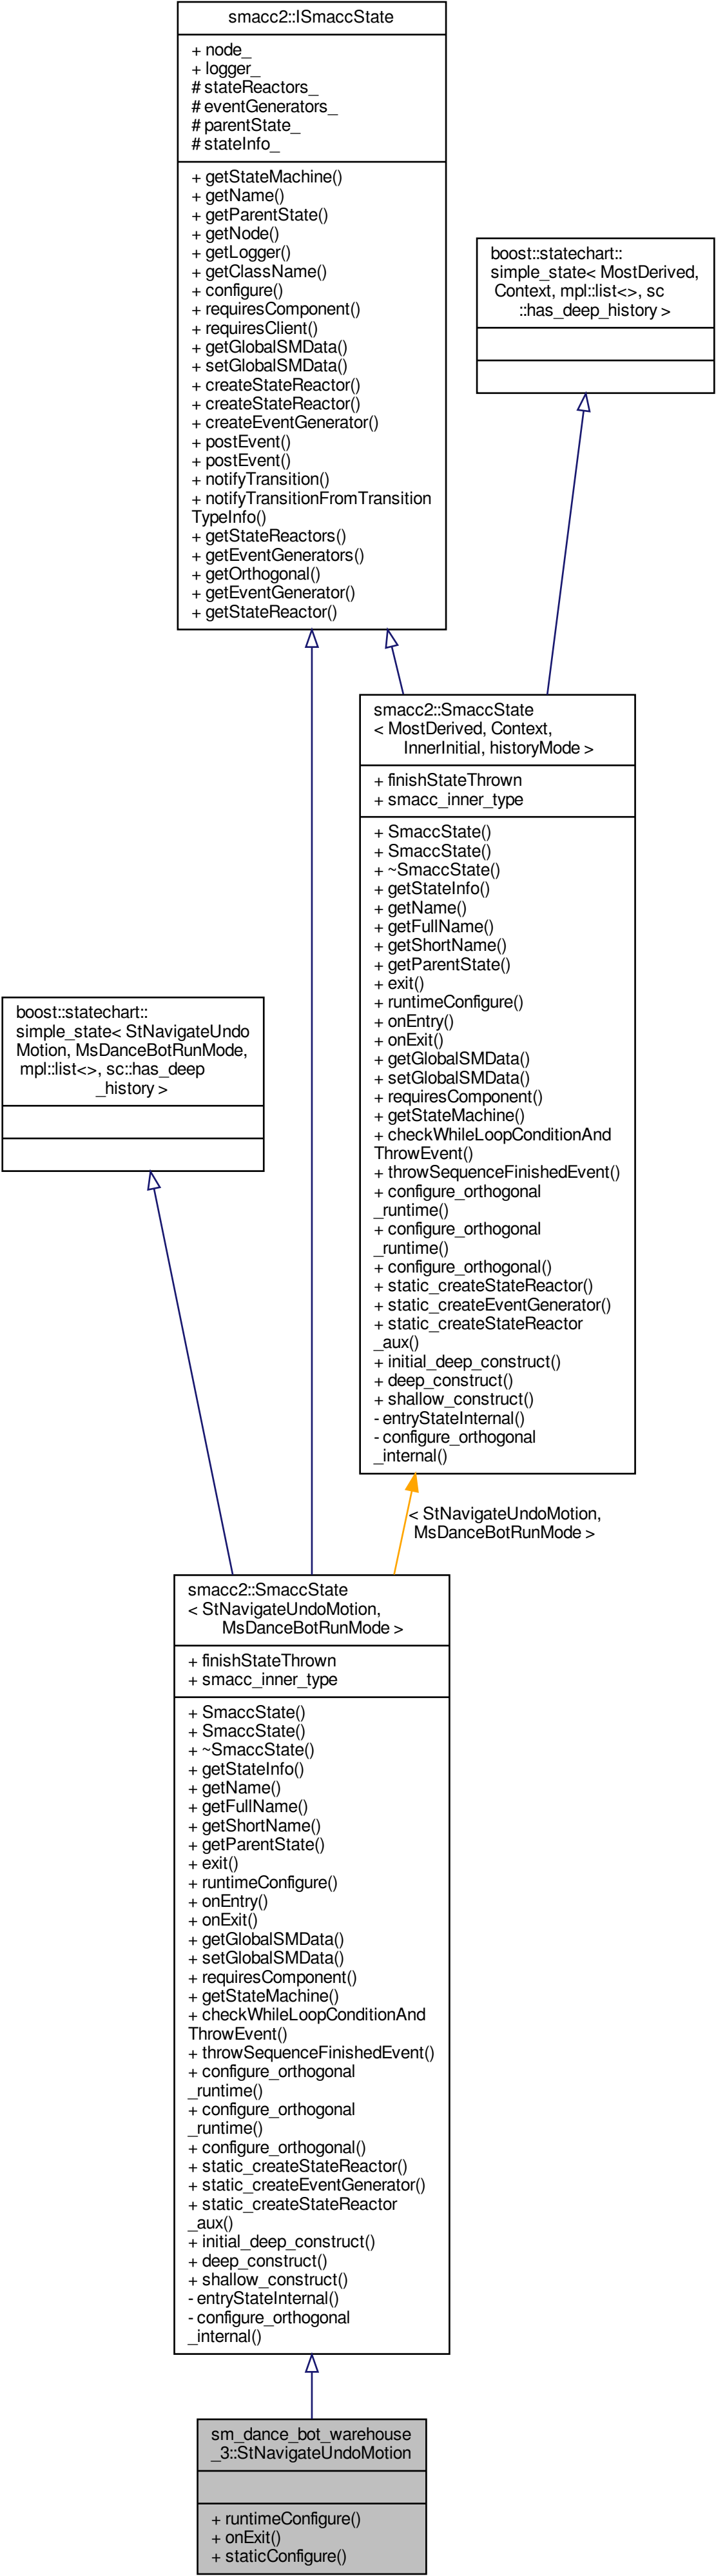 smacc2::ISmaccState
+ node_
+ logger_
# stateReactors_
# eventGenerators_
# parentState_
# stateInfo_
+ getStateMachine()
+ getName()
+ getParentState()
+ getNode()
+ getLogger()
+ getClassName()
+ configure()
+ requiresComponent()
+ requiresClient()
+ getGlobalSMData()
+ setGlobalSMData()
+ createStateReactor()
+ createStateReactor()
+ createEventGenerator()
+ postEvent()
+ postEvent()
+ notifyTransition()
+ notifyTransitionFromTransition
TypeInfo()
+ getStateReactors()
+ getEventGenerators()
+ getOrthogonal()
+ getEventGenerator()
+ getStateReactor()
boost::statechart::
simple_state< MostDerived,
Context, mpl::list<>, sc
::has_deep_history >
smacc2::SmaccState
< MostDerived, Context,
InnerInitial, historyMode >
+ finishStateThrown
+ smacc_inner_type
+ SmaccState()
+ SmaccState()
+ ~SmaccState()
+ getStateInfo()
+ getName()
+ getFullName()
+ getShortName()
+ getParentState()
+ exit()
+ runtimeConfigure()
+ onEntry()
+ onExit()
+ getGlobalSMData()
+ setGlobalSMData()
+ requiresComponent()
+ getStateMachine()
+ checkWhileLoopConditionAnd
ThrowEvent()
+ throwSequenceFinishedEvent()
+ configure_orthogonal
_runtime()
+ configure_orthogonal
_runtime()
+ configure_orthogonal()
+ static_createStateReactor()
+ static_createEventGenerator()
+ static_createStateReactor
_aux()
+ initial_deep_construct()
+ deep_construct()
+ shallow_construct()
- entryStateInternal()
- configure_orthogonal
_internal()
boost::statechart::
simple_state< StNavigateUndo
Motion, MsDanceBotRunMode,
mpl::list<>, sc::has_deep
_history >
< StNavigateUndoMotion,
MsDanceBotRunMode >
smacc2::SmaccState
< StNavigateUndoMotion,
MsDanceBotRunMode >
+ finishStateThrown
+ smacc_inner_type
+ SmaccState()
+ SmaccState()
+ ~SmaccState()
+ getStateInfo()
+ getName()
+ getFullName()
+ getShortName()
+ getParentState()
+ exit()
+ runtimeConfigure()
+ onEntry()
+ onExit()
+ getGlobalSMData()
+ setGlobalSMData()
+ requiresComponent()
+ getStateMachine()
+ checkWhileLoopConditionAnd
ThrowEvent()
+ throwSequenceFinishedEvent()
+ configure_orthogonal
_runtime()
+ configure_orthogonal
_runtime()
+ configure_orthogonal()
+ static_createStateReactor()
+ static_createEventGenerator()
+ static_createStateReactor
_aux()
+ initial_deep_construct()
+ deep_construct()
+ shallow_construct()
- entryStateInternal()
- configure_orthogonal
_internal()
sm_dance_bot_warehouse
_3::StNavigateUndoMotion
+ runtimeConfigure()
+ onExit()
+ staticConfigure()